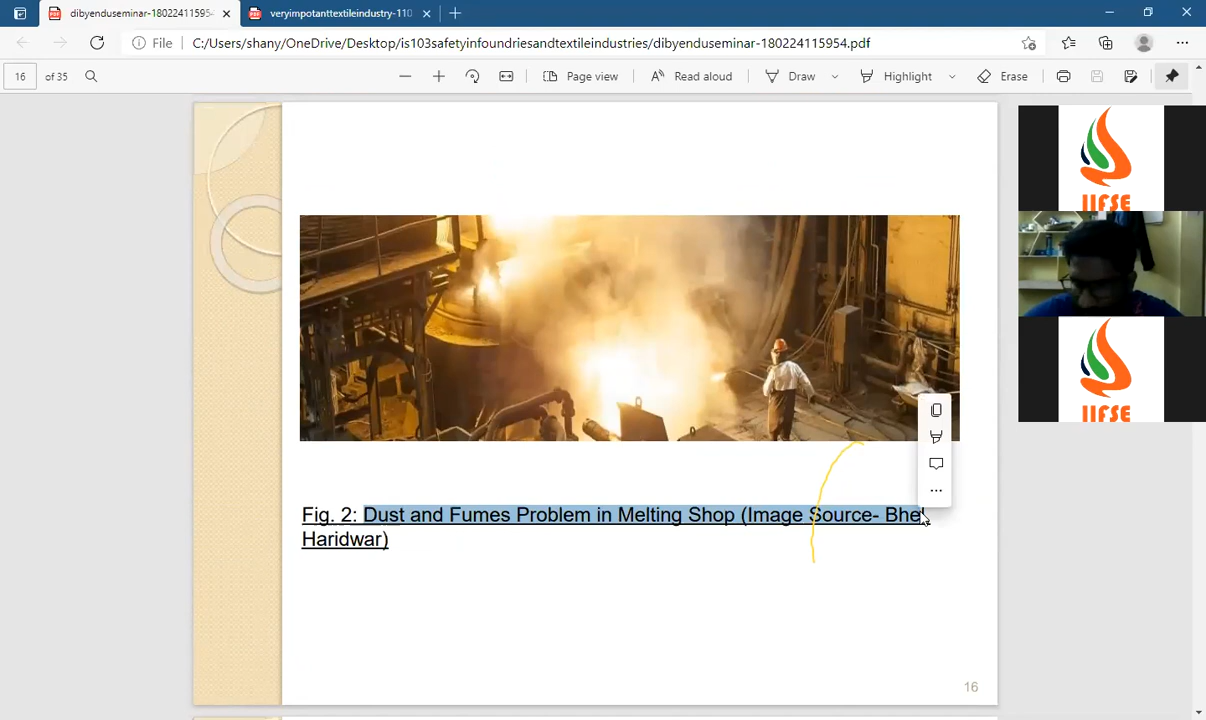 dibyenduseminar-180224115954
veryimpotanttextileindustry-110
File
C:/Users/shany/OneDrive/Desktop/is103safetyinfoundriesandtextileindustries/dibyenduseminar-180224115954.pdf
16
of 35
Page view
Read aloud
Draw
Highlight
Erase
IIFSE
IIFSE
Fig. 2: Dust and Fumes Problem in Melting Shop (Image Source- Bhel
Haridwar)
16